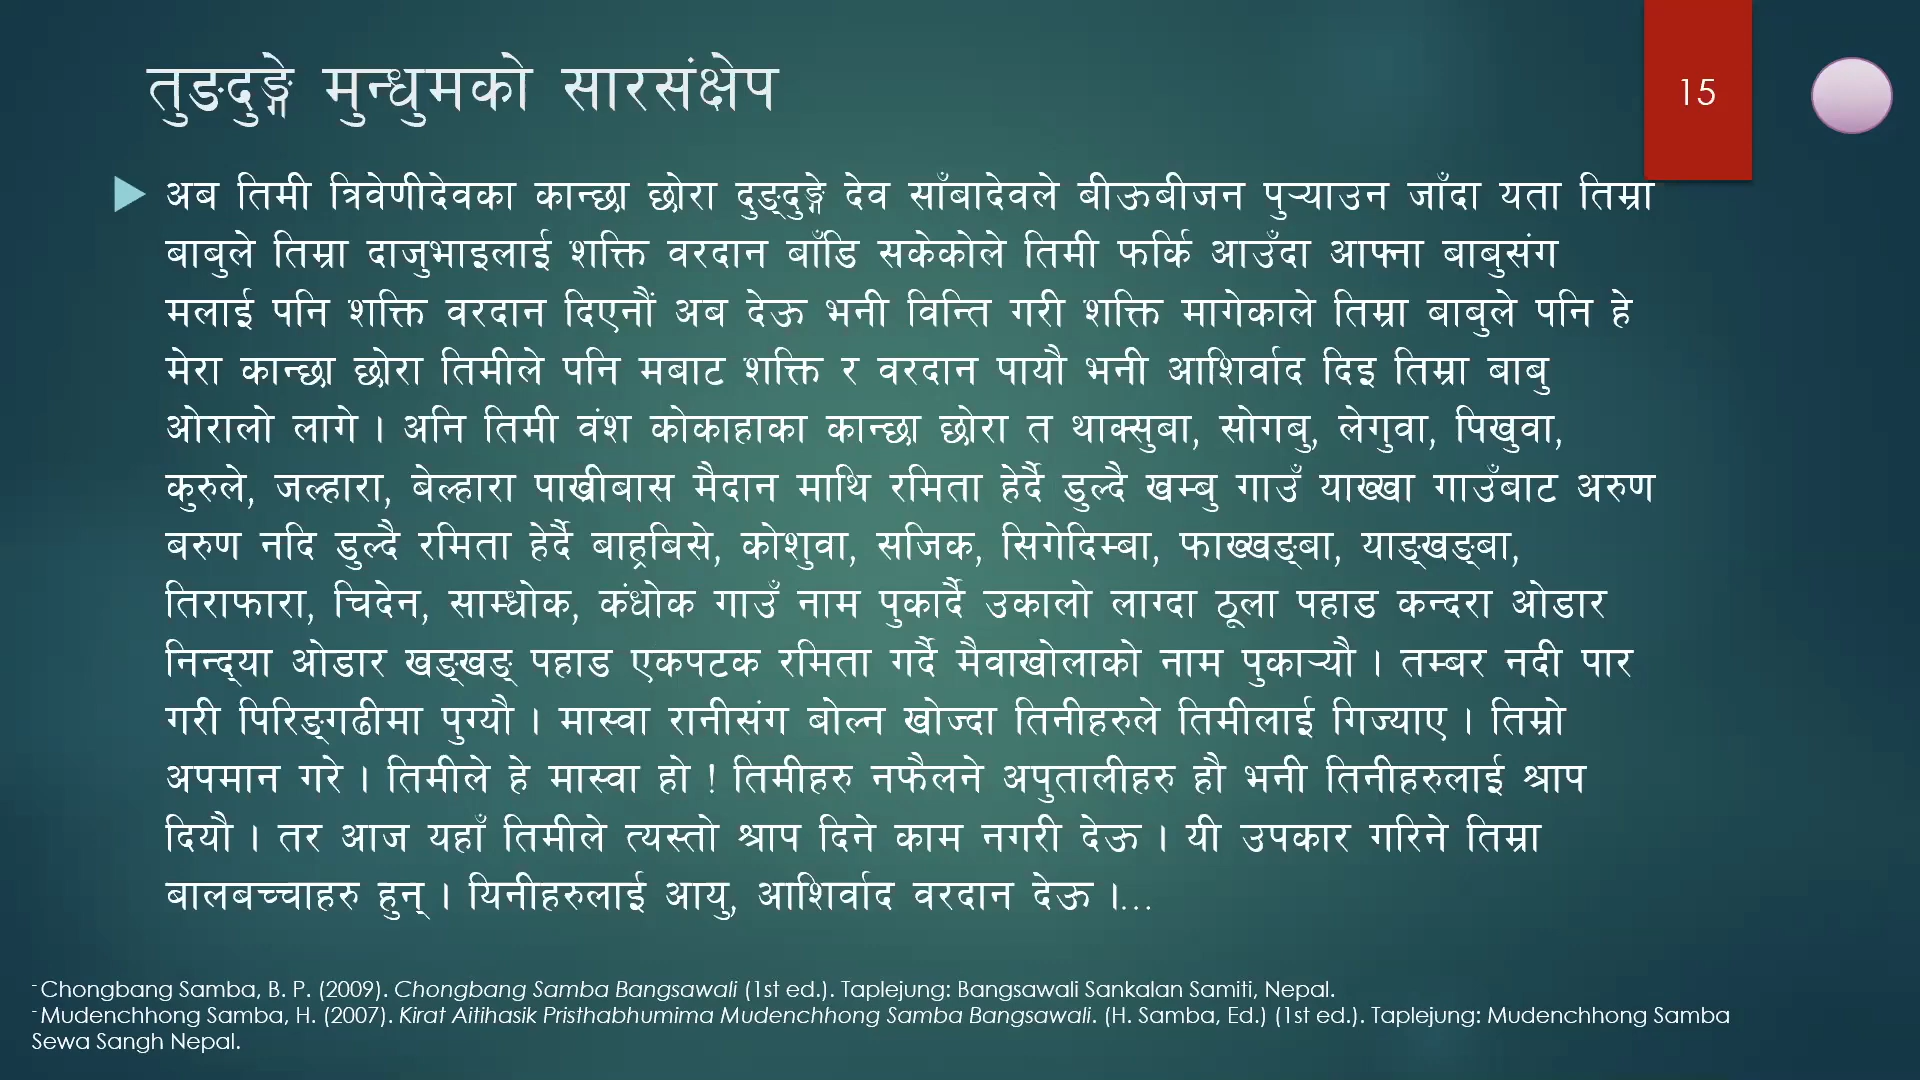 तुङदुङ्गे मुन्धुमको सारसंक्षेप
15
अब तिमी त्रिवेणीदेवका कान्छा छोरा दुङ्दुङ्गे देव साँबादेवले बीऊबीजन पुऱ्याउन जाँदा यता तिम्रा
बाबुले तिम्रा दाजुभाइलाई शक्ति वरदान बाँडि सकेकोले तिमी फर्कि आउँदा आफ्ना बाबुसंग
मलाई पनि शक्ति वरदान दिएनौं अब देऊ भनी विन्ति गरी शक्ति मागेकाले तिम्रा बाबुले पनि हे
मेरा कान्छा छोरा तिमीले पनि मबाट शक्ति र वरदान पायौ भनी आशिर्वाद दिइ तिम्रा बाबु
ओरालो लागे । अनि तिमी वंश कोकाहाका कान्छा छोरा त थाक्सुबा, सोगबु, लेगुवा, पिखुवा,
कुरुले, जल्हारा, बेल्हारा पाख्रीबास मैदान माथि रमिता हेर्दै डुल्दै खम्बु गाउँ याख्खा गाउँबाट अरुण
बरुण नदि डुल्दै रमिता हेर्दै बाह्रबिसे, कोशुवा, सजिक, सिगेदिम्बा, फाख्खङ्बा, याङ्खङ्बा,
तिराफारा, चिदेन, साम्धोक, कंधोक गाउँ नाम पुकार्दै उकालो लाग्दा ठूला पहाड कन्दरा ओडार
निन्द्या ओडार खङ्खङ् पहाड एकपटक रमिता गर्दै मैवाखोलाको नाम पुकाऱ्यौ । तम्बर नदी पार
गरी पिरिङ्गढीमा पुग्यौ । मास्वा रानीसंग बोल्न खोज्दा तिनीहरुले तिमीलाई गिज्याए । तिम्रो
अपमान गरे । तिमीले हे मास्वा हो ! तिमीहरु नफैलने अपुतालीहरु हौ भनी तिनीहरुलाई श्राप
दियौ । तर आज यहाँ तिमीले त्यस्तो श्राप दिने काम नगरी देऊ । यी उपकार गरिने तिम्रा
बालबच्चाहरु हुन् । यिनीहरुलाई आयु, आशिर्वाद वरदान देऊ ।...
- Chongbang Samba, B. P. (2009). Chongbang Samba Bangsawali (1st ed.). Taplejung: Bangsawali Sankalan Samiti, Nepal.
- Mudenchhong Samba, H. (2007). Kirat Aitihasik Pristhabhumima Mudenchhong Samba Bangsawali. (H. Samba, Ed.) (1st ed.). Taplejung: Mudenchhong Samba
Sewa Sangh Nepal.